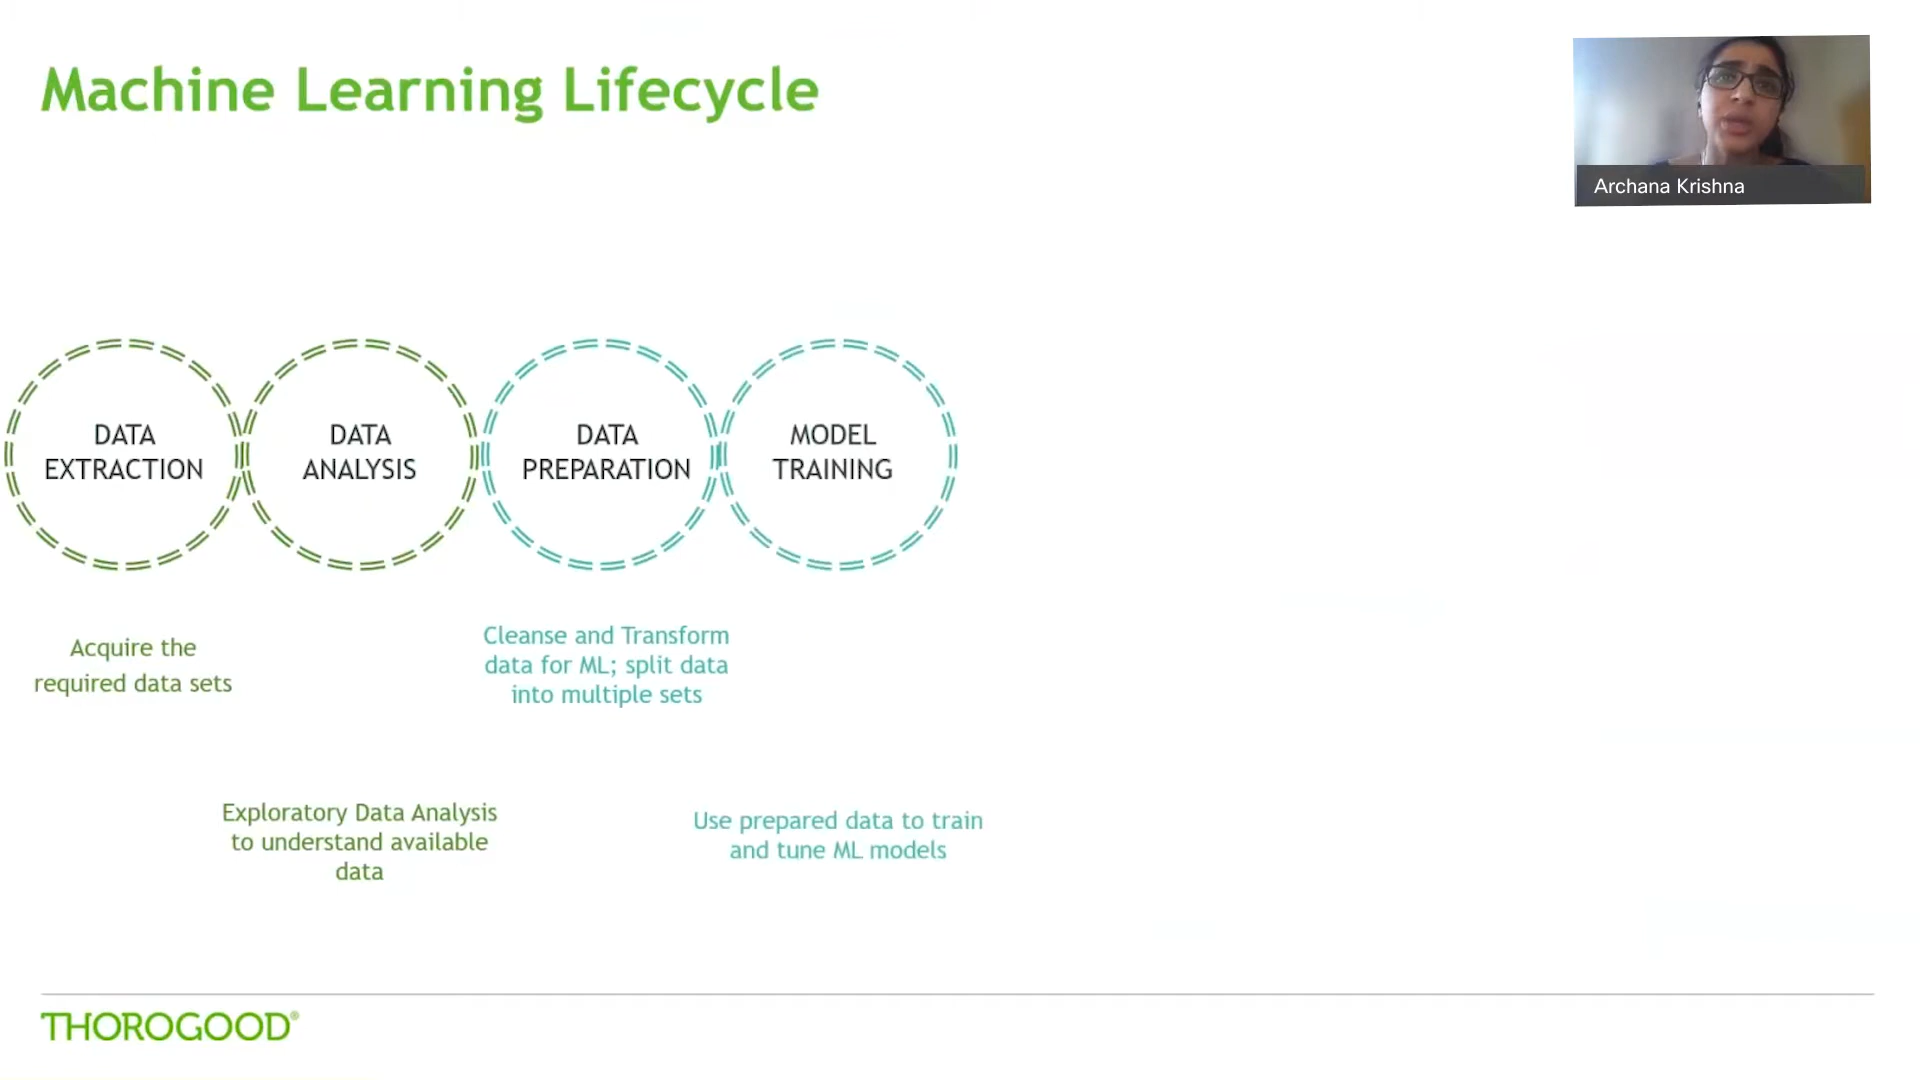 Machine Learning Lifecycle
Archana Krishna
DATA
EXTRACTION
DATA
ANALYSIS
DATA
PREPARATION
MODEL
TRAINING
Acquire the
required data sets
Exploratory Data Analysis
to understand available
data
Cleanse and Transform
data for ML; split data
into multiple sets
Use prepared data to train
and tune ML models
THOROGOOD®